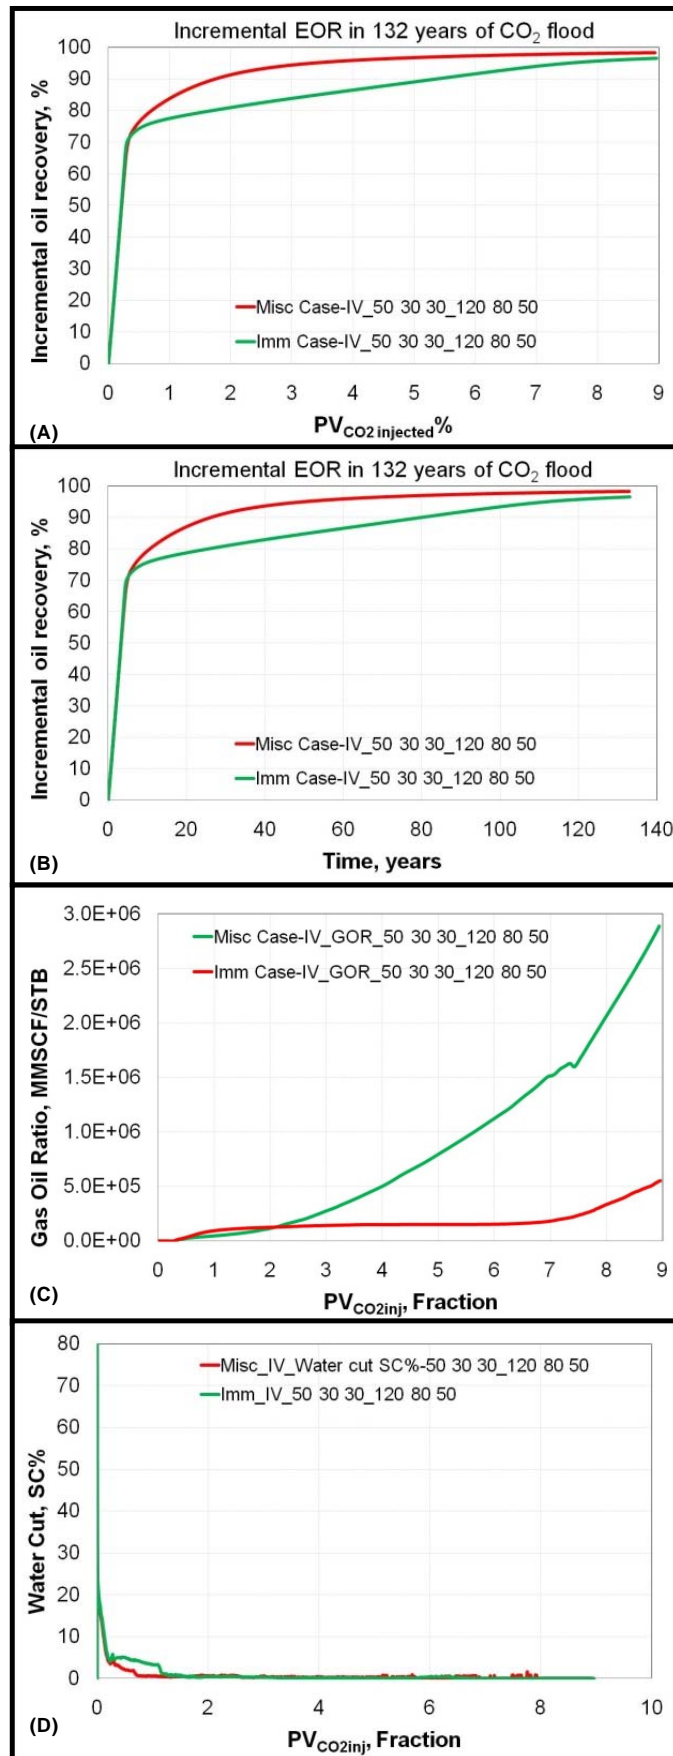 Incremental EOR in 132 years of CO2 flood
Incremental oil recovery, %
100
90
80
70
60
50
40
30
20
10
0
Misc Case-IV_50 30 30_120 80 50
Imm Case-IV_50 30 30_120 80 50
0 1 2 3 4 5 6 7 8 9
PVCO2 injected%
(A)
Incremental EOR in 132 years of CO2 flood
Incremental oil recovery, %
100
90
80
70
60
50
40
30
20
10
0
Misc Case-IV_50 30 30_120 80 50
Imm Case-IV_50 30 30_120 80 50
0 20 40 60 80 100 120 140
Time, years
(B)
Gas Oil Ratio, MMSCF/STB
3.0E+06
2.5E+06
2.0E+06
1.5E+06
1.0E+06
5.0E+05
0.0E+00
Misc Case-IV_GOR_50 30 30_120 80 50
Imm Case-IV_GOR_50 30 30_120 80 50
0 1 2 3 4 5 6 7 8 9
PVCO2inj, Fraction
(C)
Water Cut, SC%
80
70
60
50
40
30
20
10
0
Misc_IV_Water cut SC%-50 30 30_120 80 50
Imm_IV_50 30 30_120 80 50
0 2 4 6 8 10
PVCO2inj, Fraction
(D)